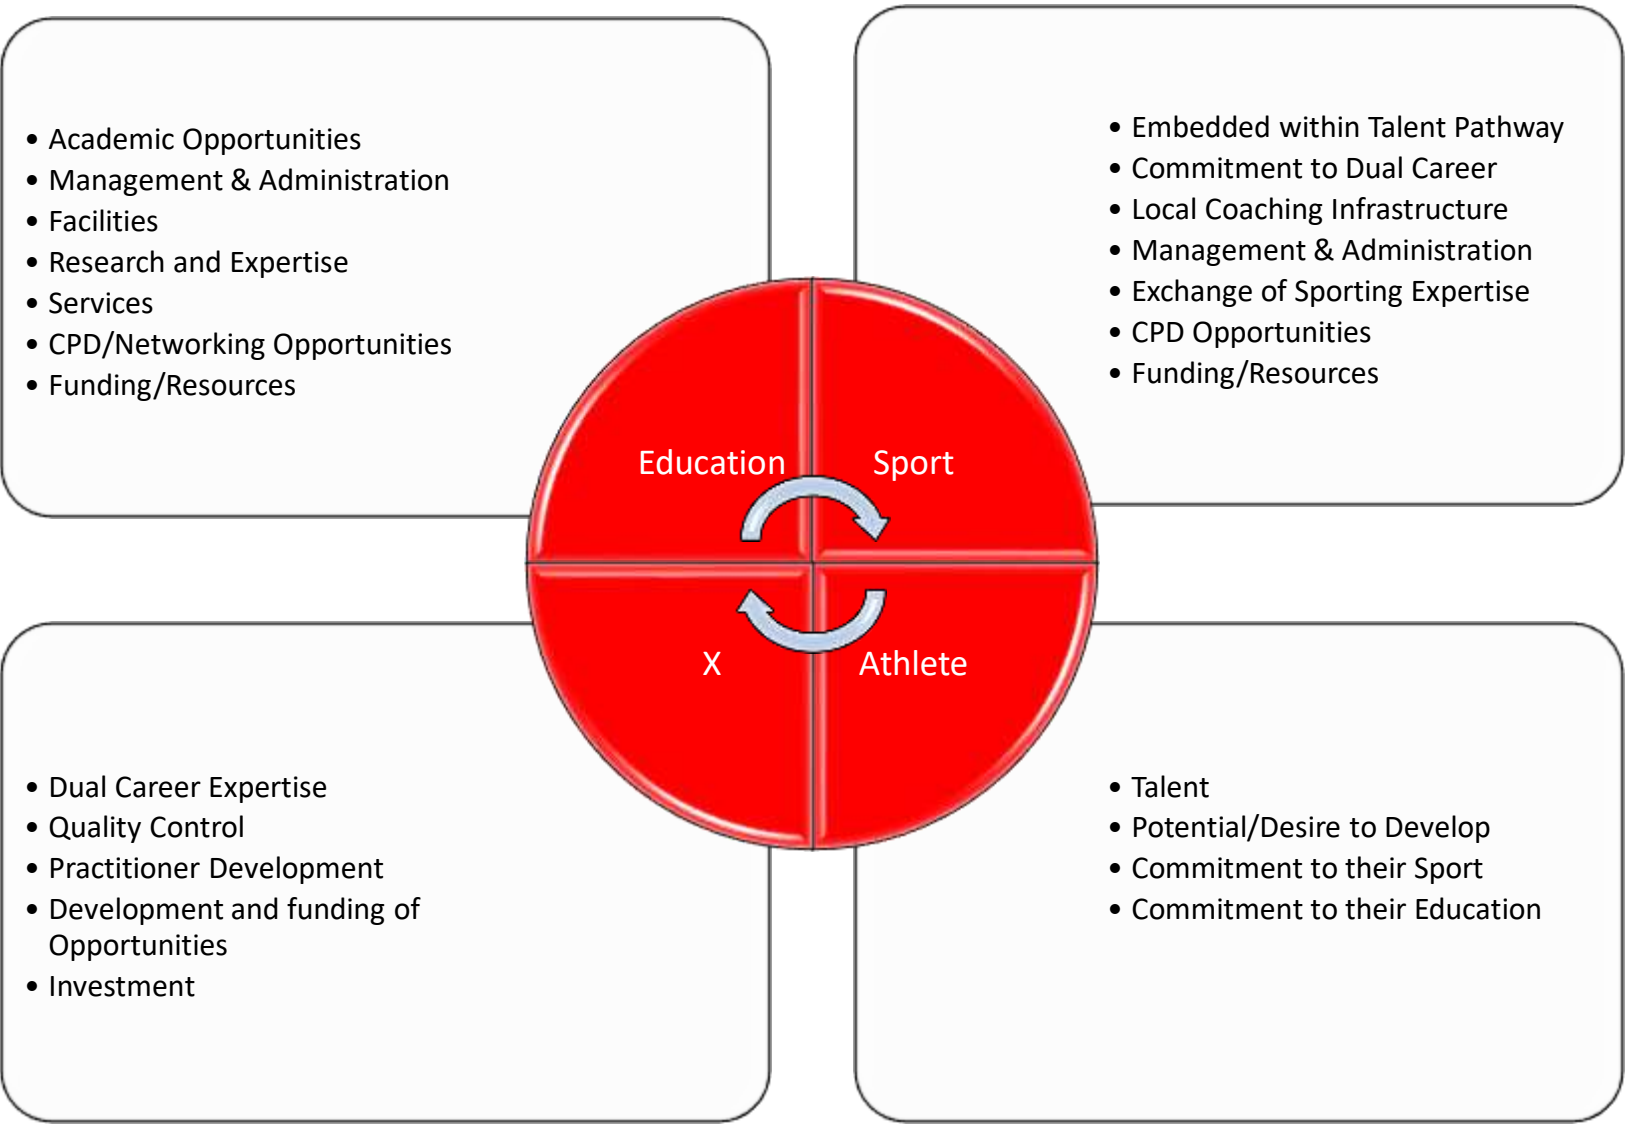 • Academic Opportunities
• Management & Administration
• Facilities
• Research and Expertise
• Services
• CPD/Networking Opportunities
• Funding/Resources
• Embedded within Talent Pathway
• Commitment to Dual Career
• Local Coaching Infrastructure
• Management & Administration
• Exchange of Sporting Expertise
• CPD Opportunities
• Funding/Resources
Education
Sport
X
Athlete
• Dual Career Expertise
• Quality Control
• Practitioner Development
• Development and funding of
Opportunities
• Investment
• Talent
• Potential/Desire to Develop
• Commitment to their Sport
• Commitment to their Education